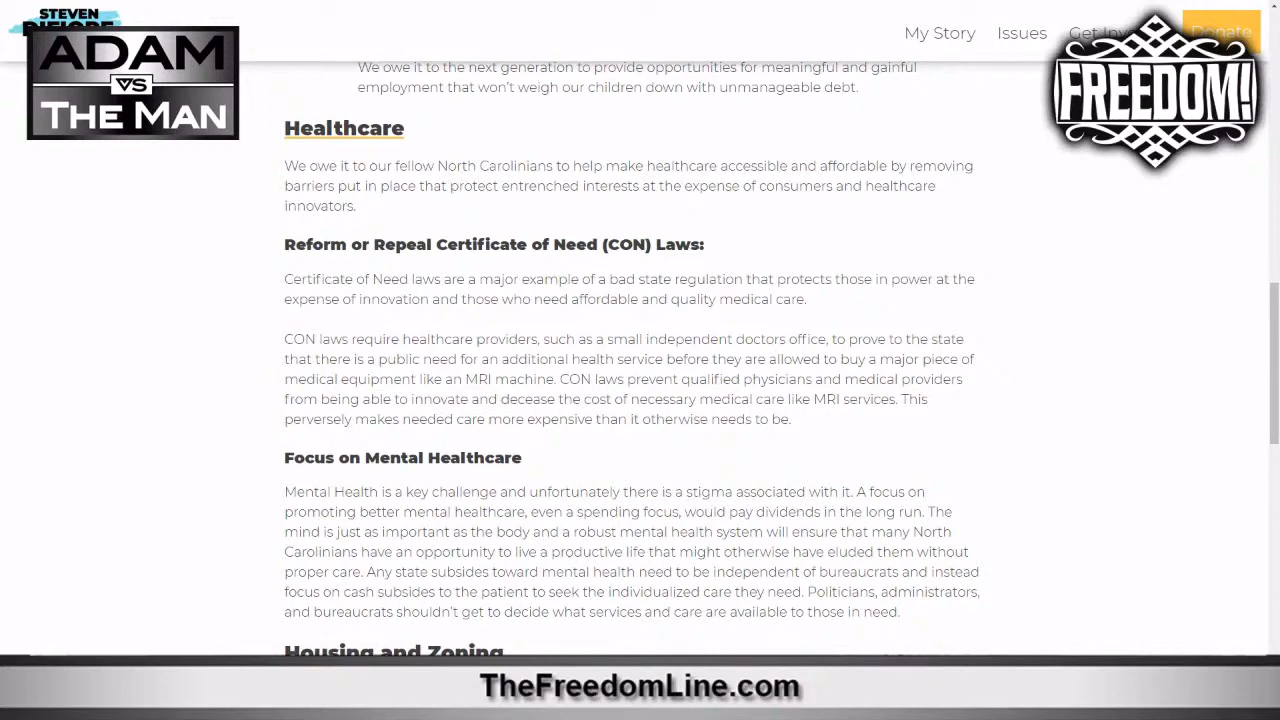 STEVEN
DIFIORE
ADAM
VS
THE MAN
My Story
Issues
Get Inv
Donate
FREEDOM!
We owe it to the next generation to provide opportunities for meaningful and gainful
employment that won't weigh our children down with unmanageable debt.
Healthcare
We owe it to our fellow North Carolinians to help make healthcare accessible and affordable by removing
barriers put in place that protect entrenched interests at the expense of consumers and healthcare
innovators.
Reform or Repeal Certificate of Need (CON) Laws:
Certificate of Need laws are a major example of a bad state regulation that protects those in power at the
expense of innovation and those who need affordable and quality medical care.
CON laws require healthcare providers, such as a small independent doctors office, to prove to the state
that there is a public need for an additional health service before they are allowed to buy a major piece of
medical equipment like an MRI machine. CON laws prevent qualified physicians and medical providers
from being able to innovate and decease the cost of necessary medical care like MRI services. This
perversely makes needed care more expensive than it otherwise needs to be.
Focus on Mental Healthcare
Mental Health is a key challenge and unfortunately there is a stigma associated with it. A focus on
promoting better mental healthcare, even a spending focus, would pay dividends in the long run. The
mind is just as important as the body and a robust mental health system will ensure that many North
Carolinians have an opportunity to live a productive life that might otherwise have eluded them without
proper care. Any state subsides toward mental health need to be independent of bureaucrats and instead
focus on cash subsides to the patient to seek the individualized care they need. Politicians, administrators,
and bureaucrats shouldn't get to decide what services and care are available to those in need.
Housing and Zoning
TheFreedomLine.com